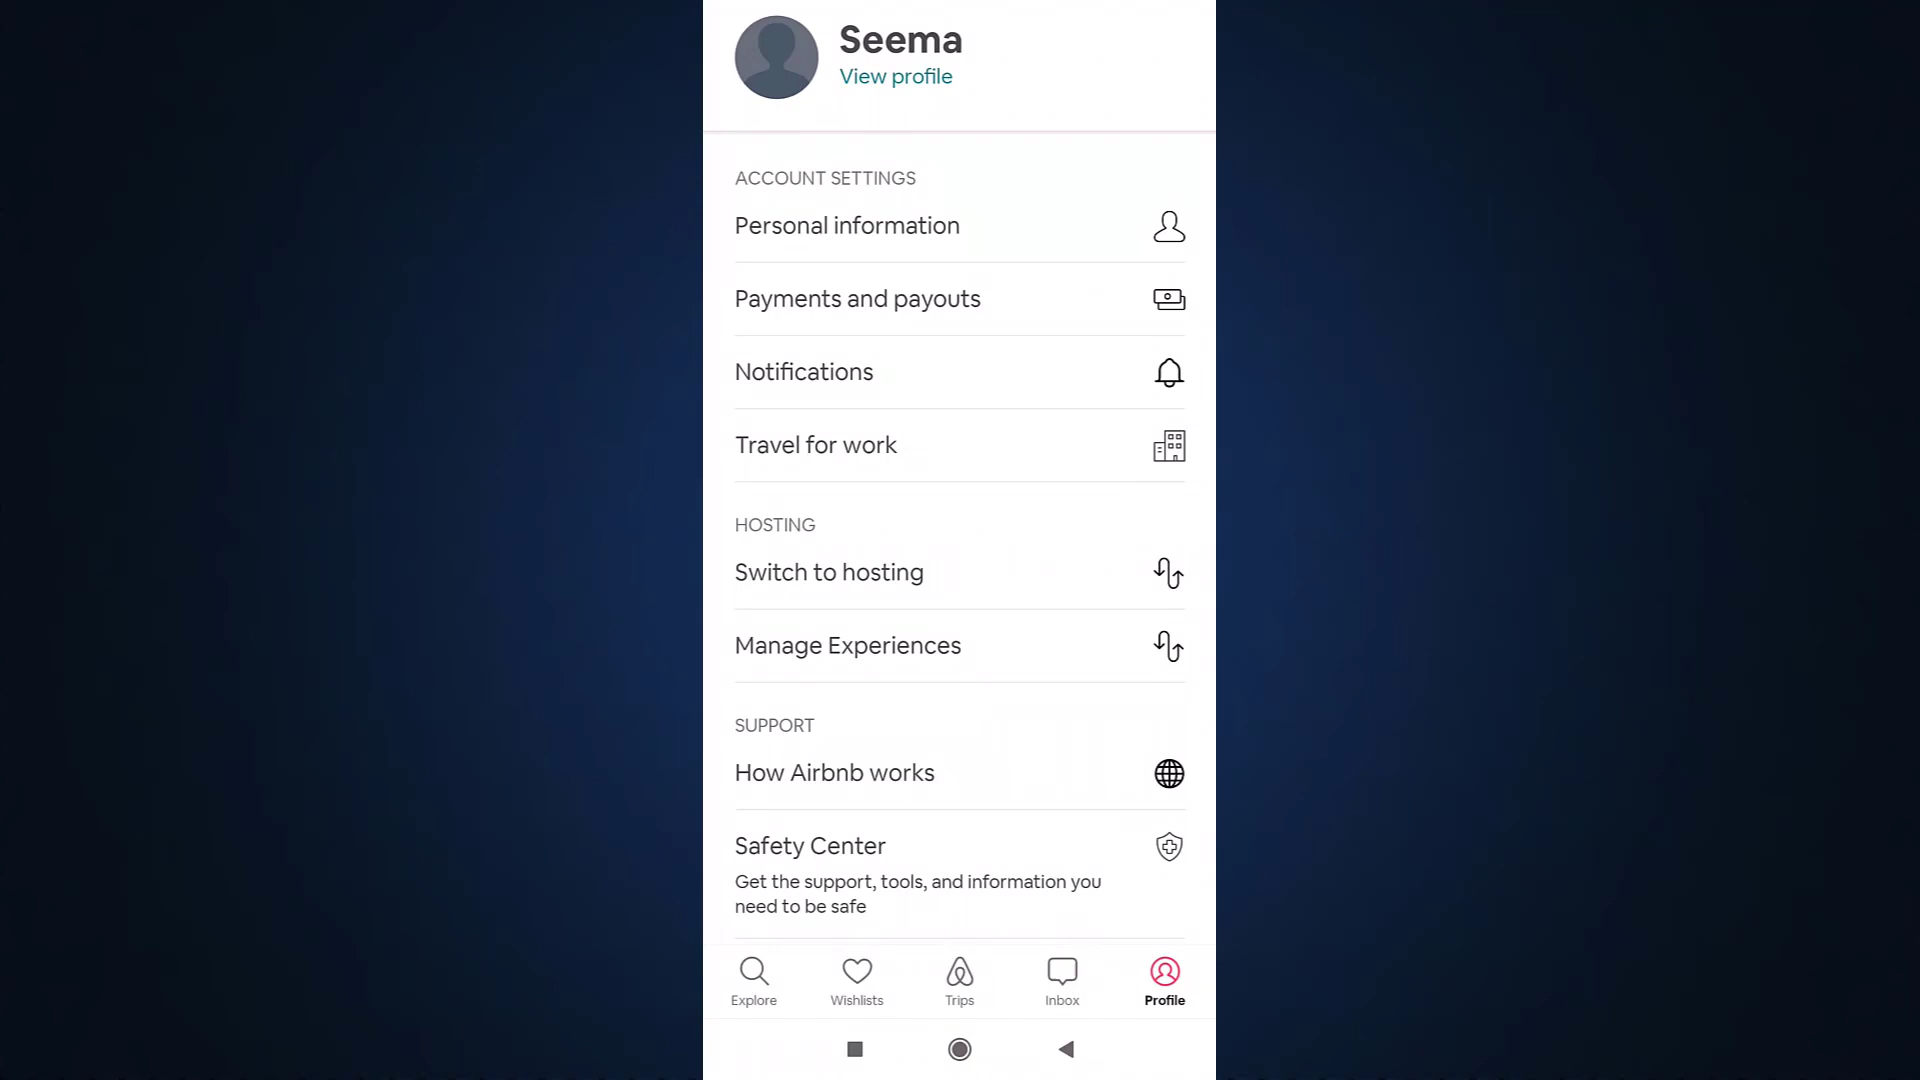 Seema
View profile
ACCOUNT SETTINGS
Personal information
Payments and payouts
Notifications
Travel for work
HOSTING
Switch to hosting
Manage Experiences
SUPPORT
How Airbnb works
Safety Center
Get the support, tools, and information you
need to be safe
Explore
Wishlists
Trips
Inbox
Profile